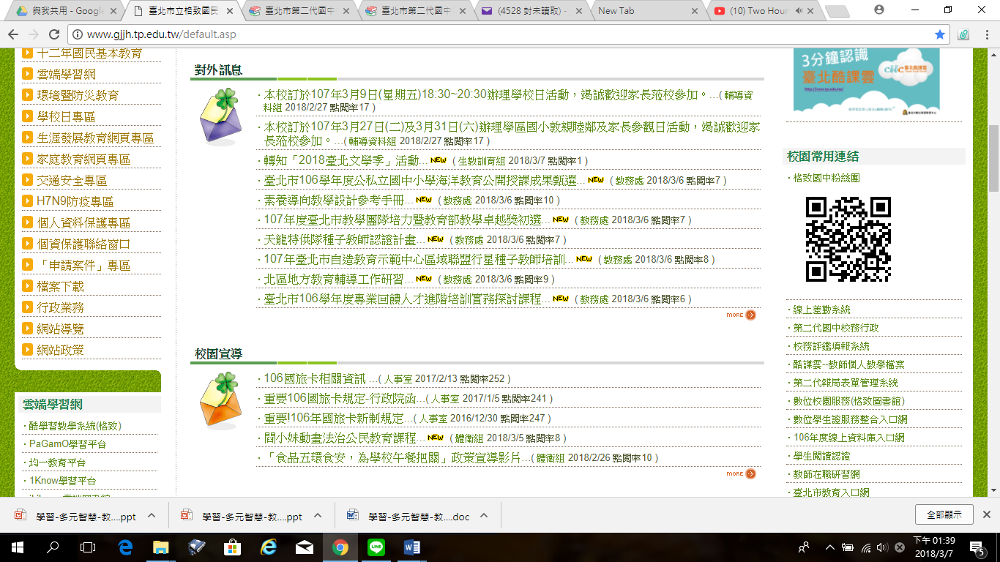 與我共用 - Google
臺北市立格致國民
臺北市第二代國中
臺北市第二代國中
(4528 封未讀取) -
New Tab
(10) Two Hour
www.gjjh.tp.edu.tw/default.asp
十二年國民基本教育
雲端學習網
環境暨防災教育
學校日專區
生涯發展教育網頁專區
家庭教育網頁專區
交通安全專區
H7N9防疫專區
個人資料保護專區
個資保護聯絡窗口
「申請案件」專區
檔案下載
行政業務
網站導覽
網站政策
雲端學習網
酷學習教學系統(格致)
PaGamO學習平台
均一教育平台
1Know學習平台
對外訊息
本校訂於107年3月9日(星期五)18:30~20:30辦理學校日活動，竭誠歡迎家長蒞校參加。...( 輔導資
料組 2018/2/27 點閱率17 )
本校訂於107年3月27日(二)及3月31日(六)辦理學區國小敦親睦鄰及家長參觀日活動，竭誠歡迎家
長蒞校參加。...( 輔導資料組 2018/2/27 點閱率17 )
轉知「2018臺北文學季」活動... NEW ( 生教訓育組 2018/3/7 點閱率1 )
臺北市106學年度公私立國中小學海洋教育公開授課成果甄選... NEW ( 教務處 2018/3/6 點閱率7 )
素養導向教學設計參考手冊... NEW ( 教務處 2018/3/6 點閱率10 )
107年度臺北市教學團隊培力暨教育部教學卓越獎初選... NEW ( 教務處 2018/3/6 點閱率7 )
天龍特供隊種子教師認證計畫... NEW ( 教務處 2018/3/6 點閱率7 )
107年臺北市自造教育示範中心區域聯盟行星種子教師培訓... NEW ( 教務處 2018/3/6 點閱率8 )
北區地方教育輔導工作研習... NEW ( 教務處 2018/3/6 點閱率9 )
臺北市106學年度專業回饋人才進階培訓實務探討課程... NEW ( 教務處 2018/3/6 點閱率6 )
MORE
校園宣導
106國旅卡相關資訊 ...( 人事室 2017/2/13 點閱率252 )
重要106國旅卡規定-行政院函...( 人事室 2017/1/5 點閱率241 )
重要!106年國旅卡新制規定...( 人事室 2016/12/30 點閱率247 )
問小妹動畫法治公民教育課程... NEW ( 體衛組 2018/3/5 點閱率8 )
「食品五環食安，為學校午餐把關」政策宣導影片...( 體衛組 2018/2/26 點閱率10 )
MORE
3分鐘認識
臺北酷課雲
校園常用連結
格致國中粉絲團
線上差勤系統
第二代國中校務行政
校務評鑑填報系統
酷課雲--教師個人教學檔案
第二代報局表單管理系統
數位校園服務(格致圖書館)
數位學生證服務整合入口網
106年度線上資料庫入口網
學生閱讀認證
教師在職研習網
臺北市教育入口網
學習-多元智慧-教....ppt
學習-多元智慧-教....ppt
學習-多元智慧-教....doc
全部顯示
下午 01:39
2018/3/7
5